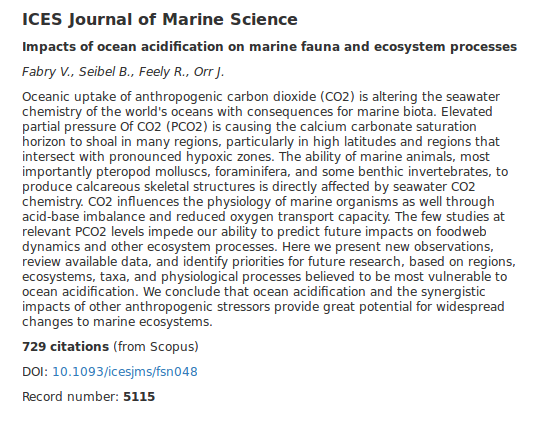 ICES Journal of Marine Science
Impacts of ocean acidification on marine fauna and ecosystem processes
Fabry V., Seibel B., Feely R., Orr J.
Oceanic uptake of anthropogenic carbon dioxide (CO2) is altering the seawater
chemistry of the world's oceans with consequences for marine biota. Elevated
partial pressure Of CO2 (PCO2) is causing the calcium carbonate saturation
horizon to shoal in many regions, particularly in high latitudes and regions that
intersect with pronounced hypoxic zones. The ability of marine animals, most
importantly pteropod molluscs, foraminifera, and some benthic invertebrates, to
produce calcareous skeletal structures is directly affected by seawater CO2
chemistry. CO2 influences the physiology of marine organisms as well through
acid-base imbalance and reduced oxygen transport capacity. The few studies at
relevant PCO2 levels impede our ability to predict future impacts on foodweb
dynamics and other ecosystem processes. Here we present new observations,
review available data, and identify priorities for future research, based on regions,
ecosystems, taxa, and physiological processes believed to be most vulnerable to
ocean acidification. We conclude that ocean acidification and the synergistic
impacts of other anthropogenic stressors provide great potential for widespread
changes to marine ecosystems.
729 citations (from Scopus)
DOI: 10.1093/icesjms/fsn048
Record number: 5115